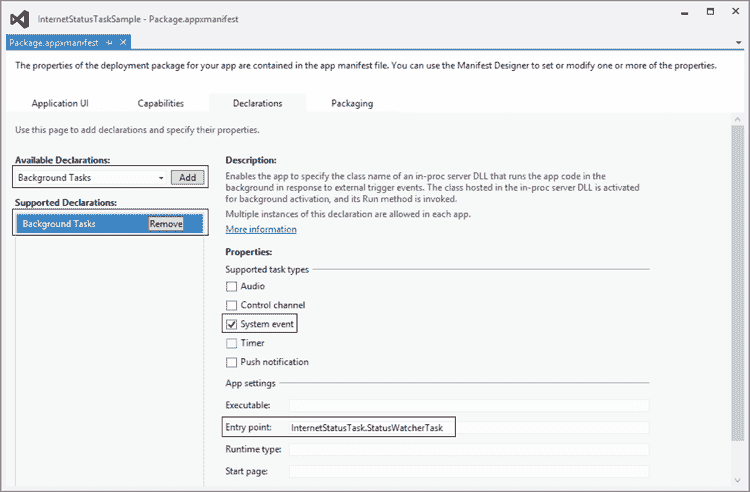 InternetStatusTaskSample - Package.appxmanifest
Package.appxmanifest
The properties of the deployment package for your app are contained in the app manifest file. You can use the Manifest Designer to set or modify one or more of the properties.
Application UI Capabilities Declarations Packaging
Use this page to add declarations and specify their properties.
Available Declarations:
Background Tasks Add
Supported Declarations:
Background Tasks Remove
Description:
Enables the app to specify the class name of an in-proc server DLL that runs the app code in the
background in response to external trigger events. The class hosted in the in-proc server DLL is activated
for background activation, and its Run method is invoked.
Multiple instances of this declaration are allowed in each app.
More information
Properties:
Supported task types
Audio
Control channel
System event
Timer
Push notification
App settings
Executable:
Entry point: InternetStatusTask.StatusWatcherTask
Runtime type:
Start page: